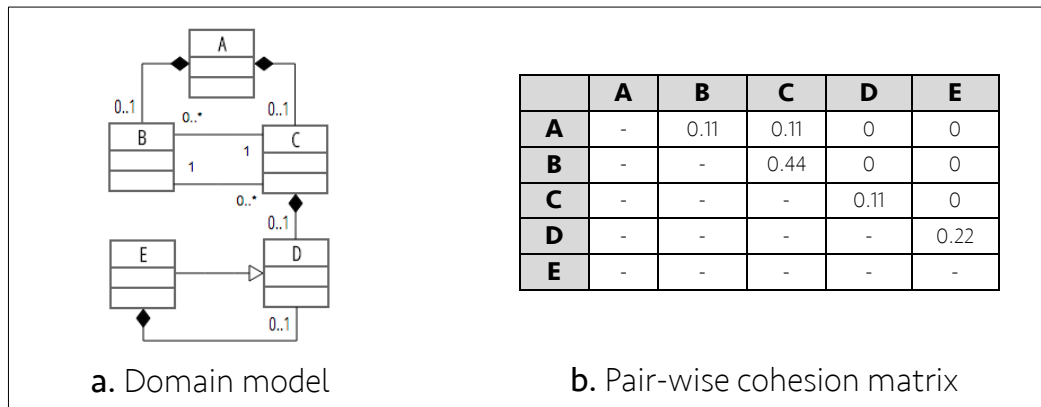 A
0..1
0..*
0..1
B
C
1
1
0..*
0..1
E
D
0..1
a. Domain model
A B C D E
A - 0.11 0.11 0 0
B - - 0.44 0 0
C - - - 0.11 0
D - - - - 0.22
E - - - - -
b. Pair-wise cohesion matrix